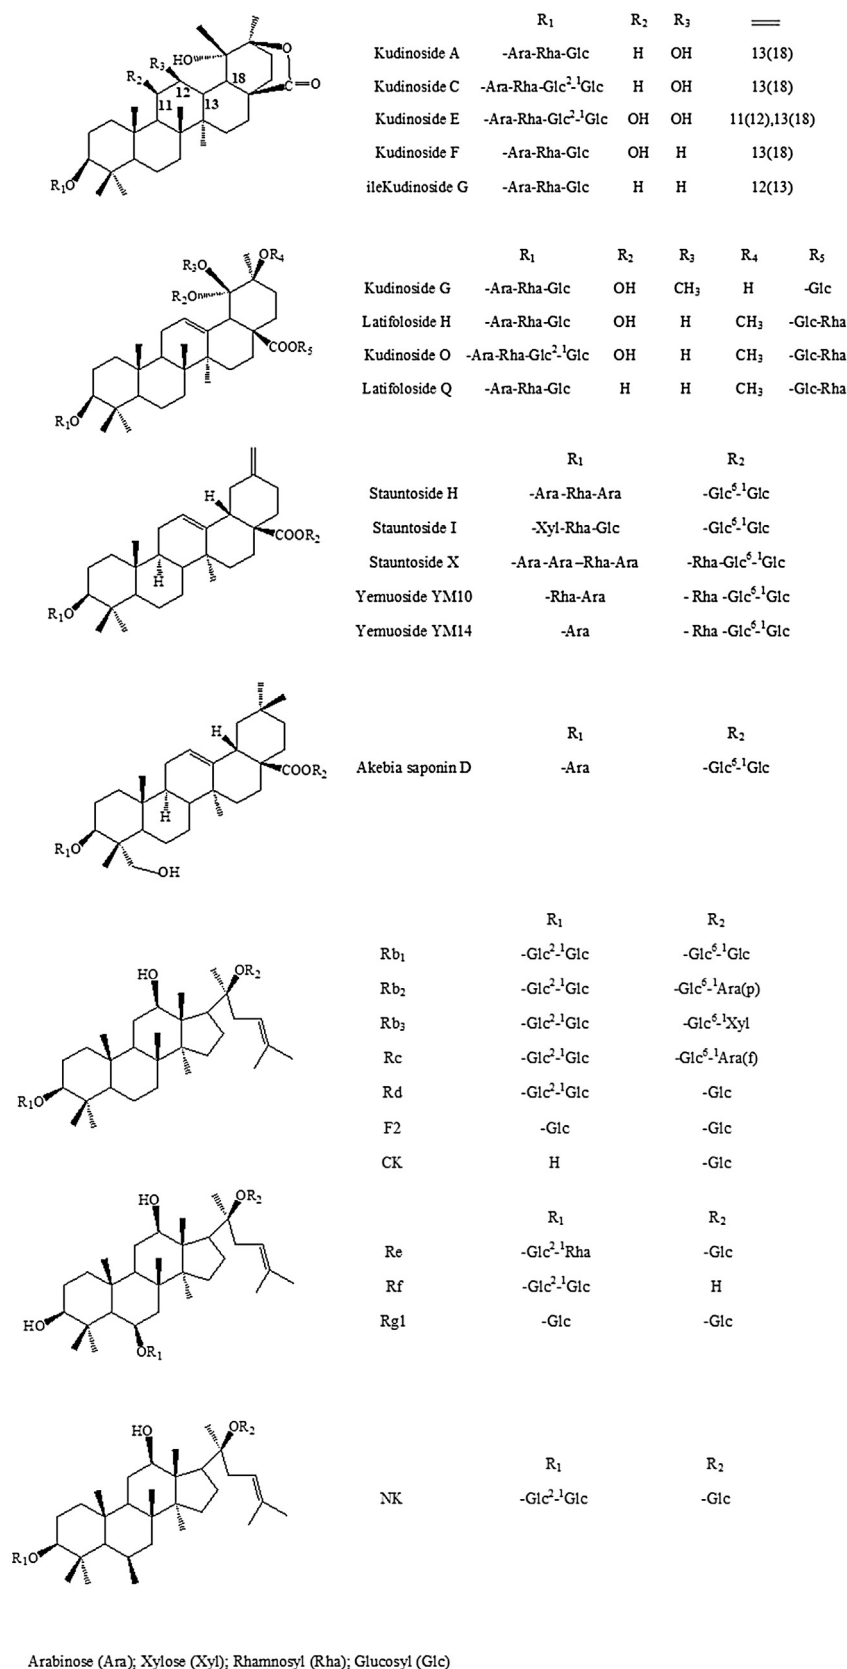 R₁ R₂ R₃
Kudinoside A -Ara-Rha-Glc H OH 13(18)
Kudinoside C -Ara-Rha-Glc²-¹Glc H OH 13(18)
Kudinoside E -Ara-Rha-Glc²-¹Glc OH OH 11(12),13(18)
Kudinoside F -Ara-Rha-Glc OH H 13(18)
ileKudinoside G -Ara-Rha-Glc H H 12(13)
HO O
R₃
R₂ 12 18 C=O
11 13
R₁O
R₁ R₂ R₃ R₄ R₅
Kudinoside G -Ara-Rha-Glc OH CH₃ H -Glc
Latifoloside H -Ara-Rha-Glc OH H CH₃ -Glc-Rha
Kudinoside O -Ara-Rha-Glc²-¹Glc OH H CH₃ -Glc-Rha
Latifoloside Q -Ara-Rha-Glc H H CH₃ -Glc-Rha
R₃O OR₄
R₂O
COOR₅
R₁O
R₁ R₂
Stauntoside H -Ara-Rha-Ara -Glc⁶-¹Glc
Stauntoside I -Xyl-Rha-Glc -Glc⁶-¹Glc
Stauntoside X -Ara-Ara–Rha-Ara -Rha-Glc⁶-¹Glc
Yemuoside YM10 -Rha-Ara - Rha -Glc⁶-¹Glc
Yemuoside YM14 -Ara - Rha -Glc⁶-¹Glc
H
COOR₂
H
R₁O
R₁ R₂
Akebia saponin D -Ara -Glc⁶-¹Glc
H
COOR₂
H
R₁O
OH
R₁ R₂
Rb₁ -Glc²-¹Glc -Glc⁶-¹Glc
Rb₂ -Glc²-¹Glc -Glc⁶-¹Ara(p)
Rb₃ -Glc²-¹Glc -Glc⁶-¹Xyl
Rc -Glc²-¹Glc -Glc⁶-¹Ara(f)
Rd -Glc²-¹Glc -Glc
F2 -Glc -Glc
CK H -Glc
HO OR₂
R₁O
R₁ R₂
Re -Glc²-¹Rha -Glc
Rf -Glc²-¹Glc H
Rg1 -Glc -Glc
HO OR₂
HO
OR₁
R₁ R₂
NK -Glc²-¹Glc -Glc
HO OR₂
R₁O
Arabinose (Ara); Xylose (Xyl); Rhamnosyl (Rha); Glucosyl (Glc)